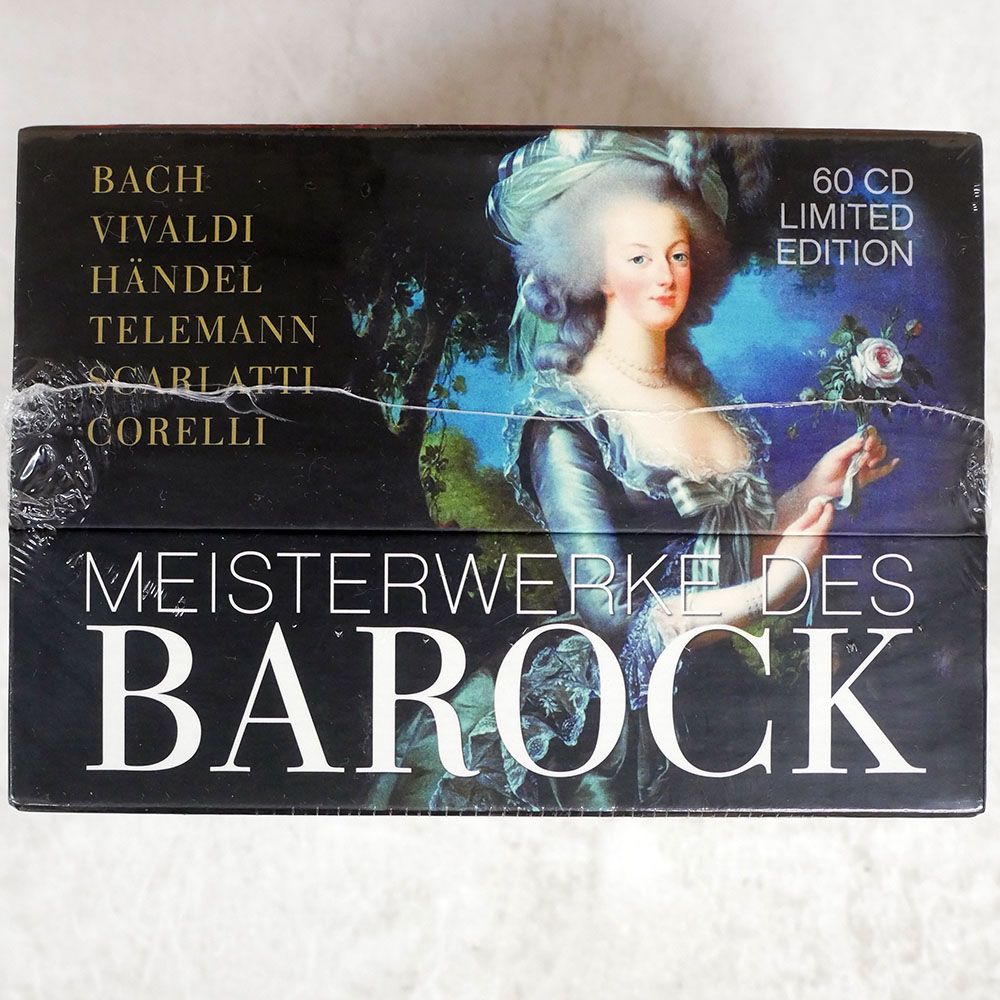 BACH
VIVALDI
HÄNDEL
TELEMANN
SCARLATTI
CORELLI
60 CD
LIMITED
EDITION
MEISTERWERKE DES
BAROCK